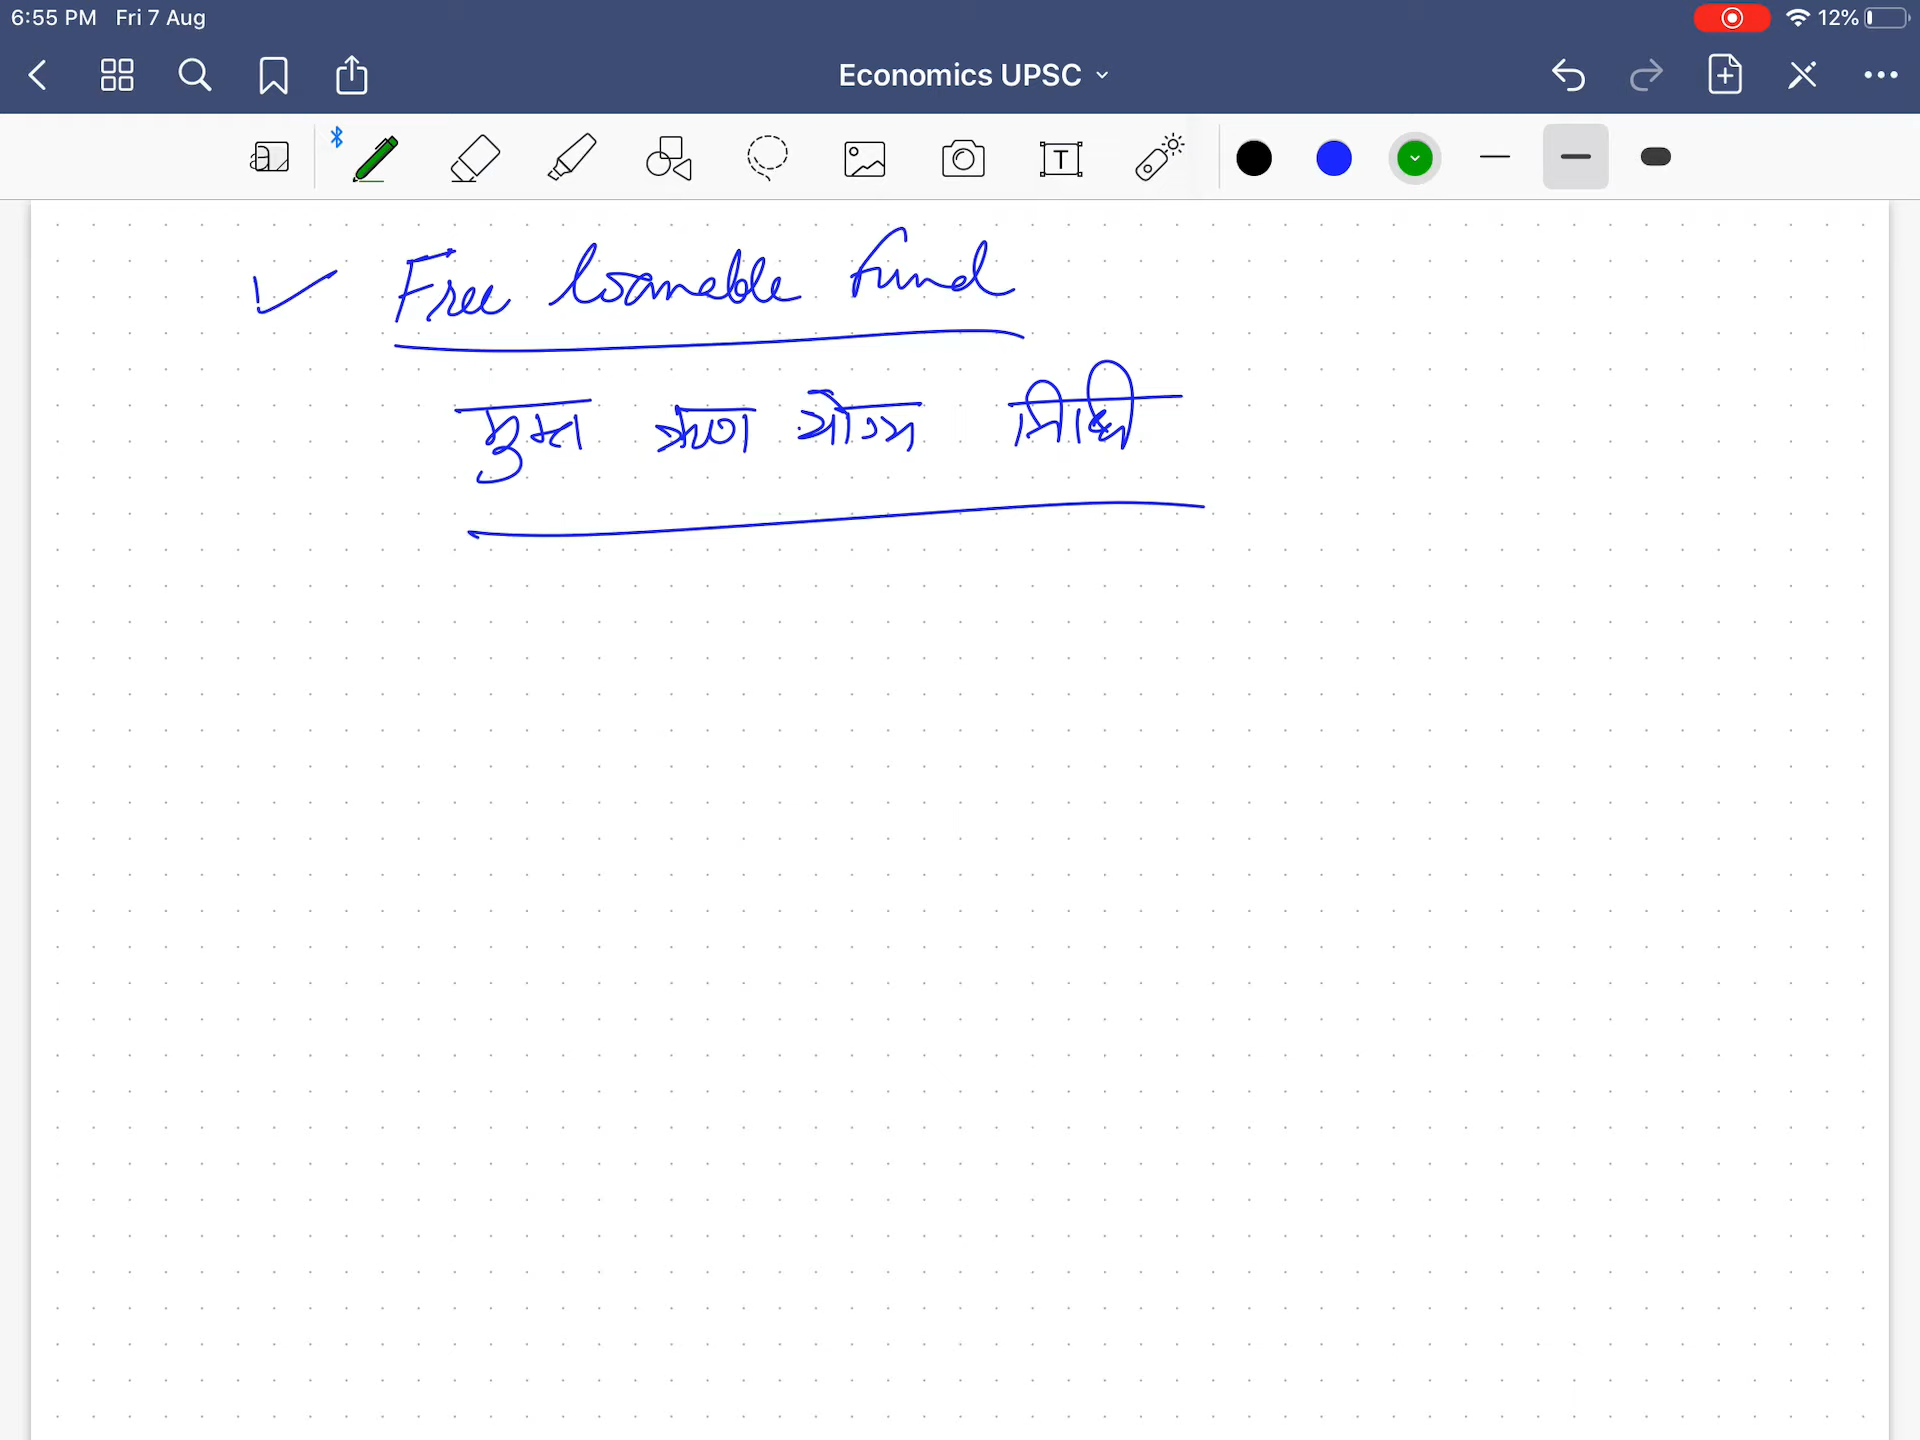 6:55 PM Fri 7 Aug
12%
Economics UPSC
Free loanable Fund
मुक्त ऋण योग्य निधि